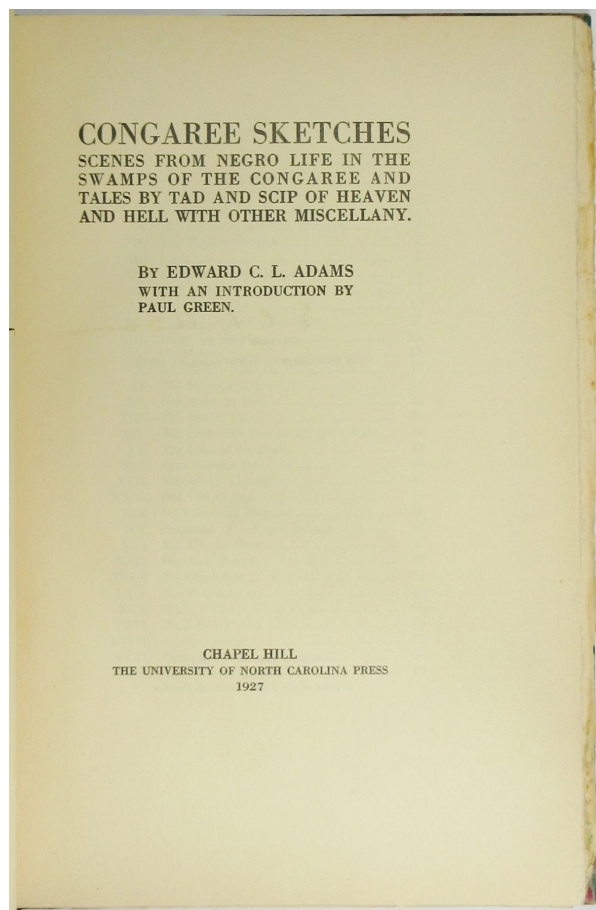 CONGAREE SKETCHES
SCENES FROM NEGRO LIFE IN THE
SWAMPS OF THE CONGAREE AND
TALES BY TAD AND SCIP OF HEAVEN
AND HELL WITH OTHER MISCELLANY.
BY EDWARD C. L. ADAMS
WITH AN INTRODUCTION BY
PAUL GREEN.
CHAPEL HILL
THE UNIVERSITY OF NORTH CAROLINA PRESS
1927